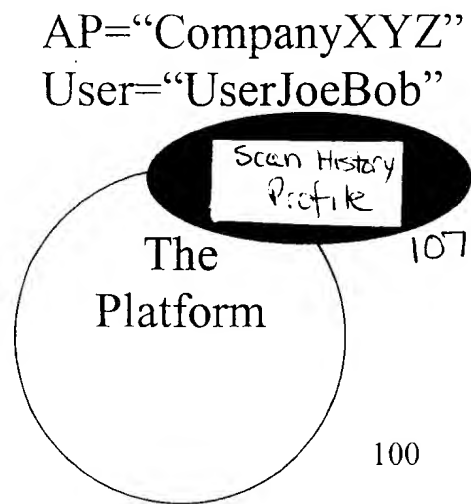 AP=“CompanyXYZ”
User=“UserJoeBob”
Scan History
Profile
107
The
Platform
100